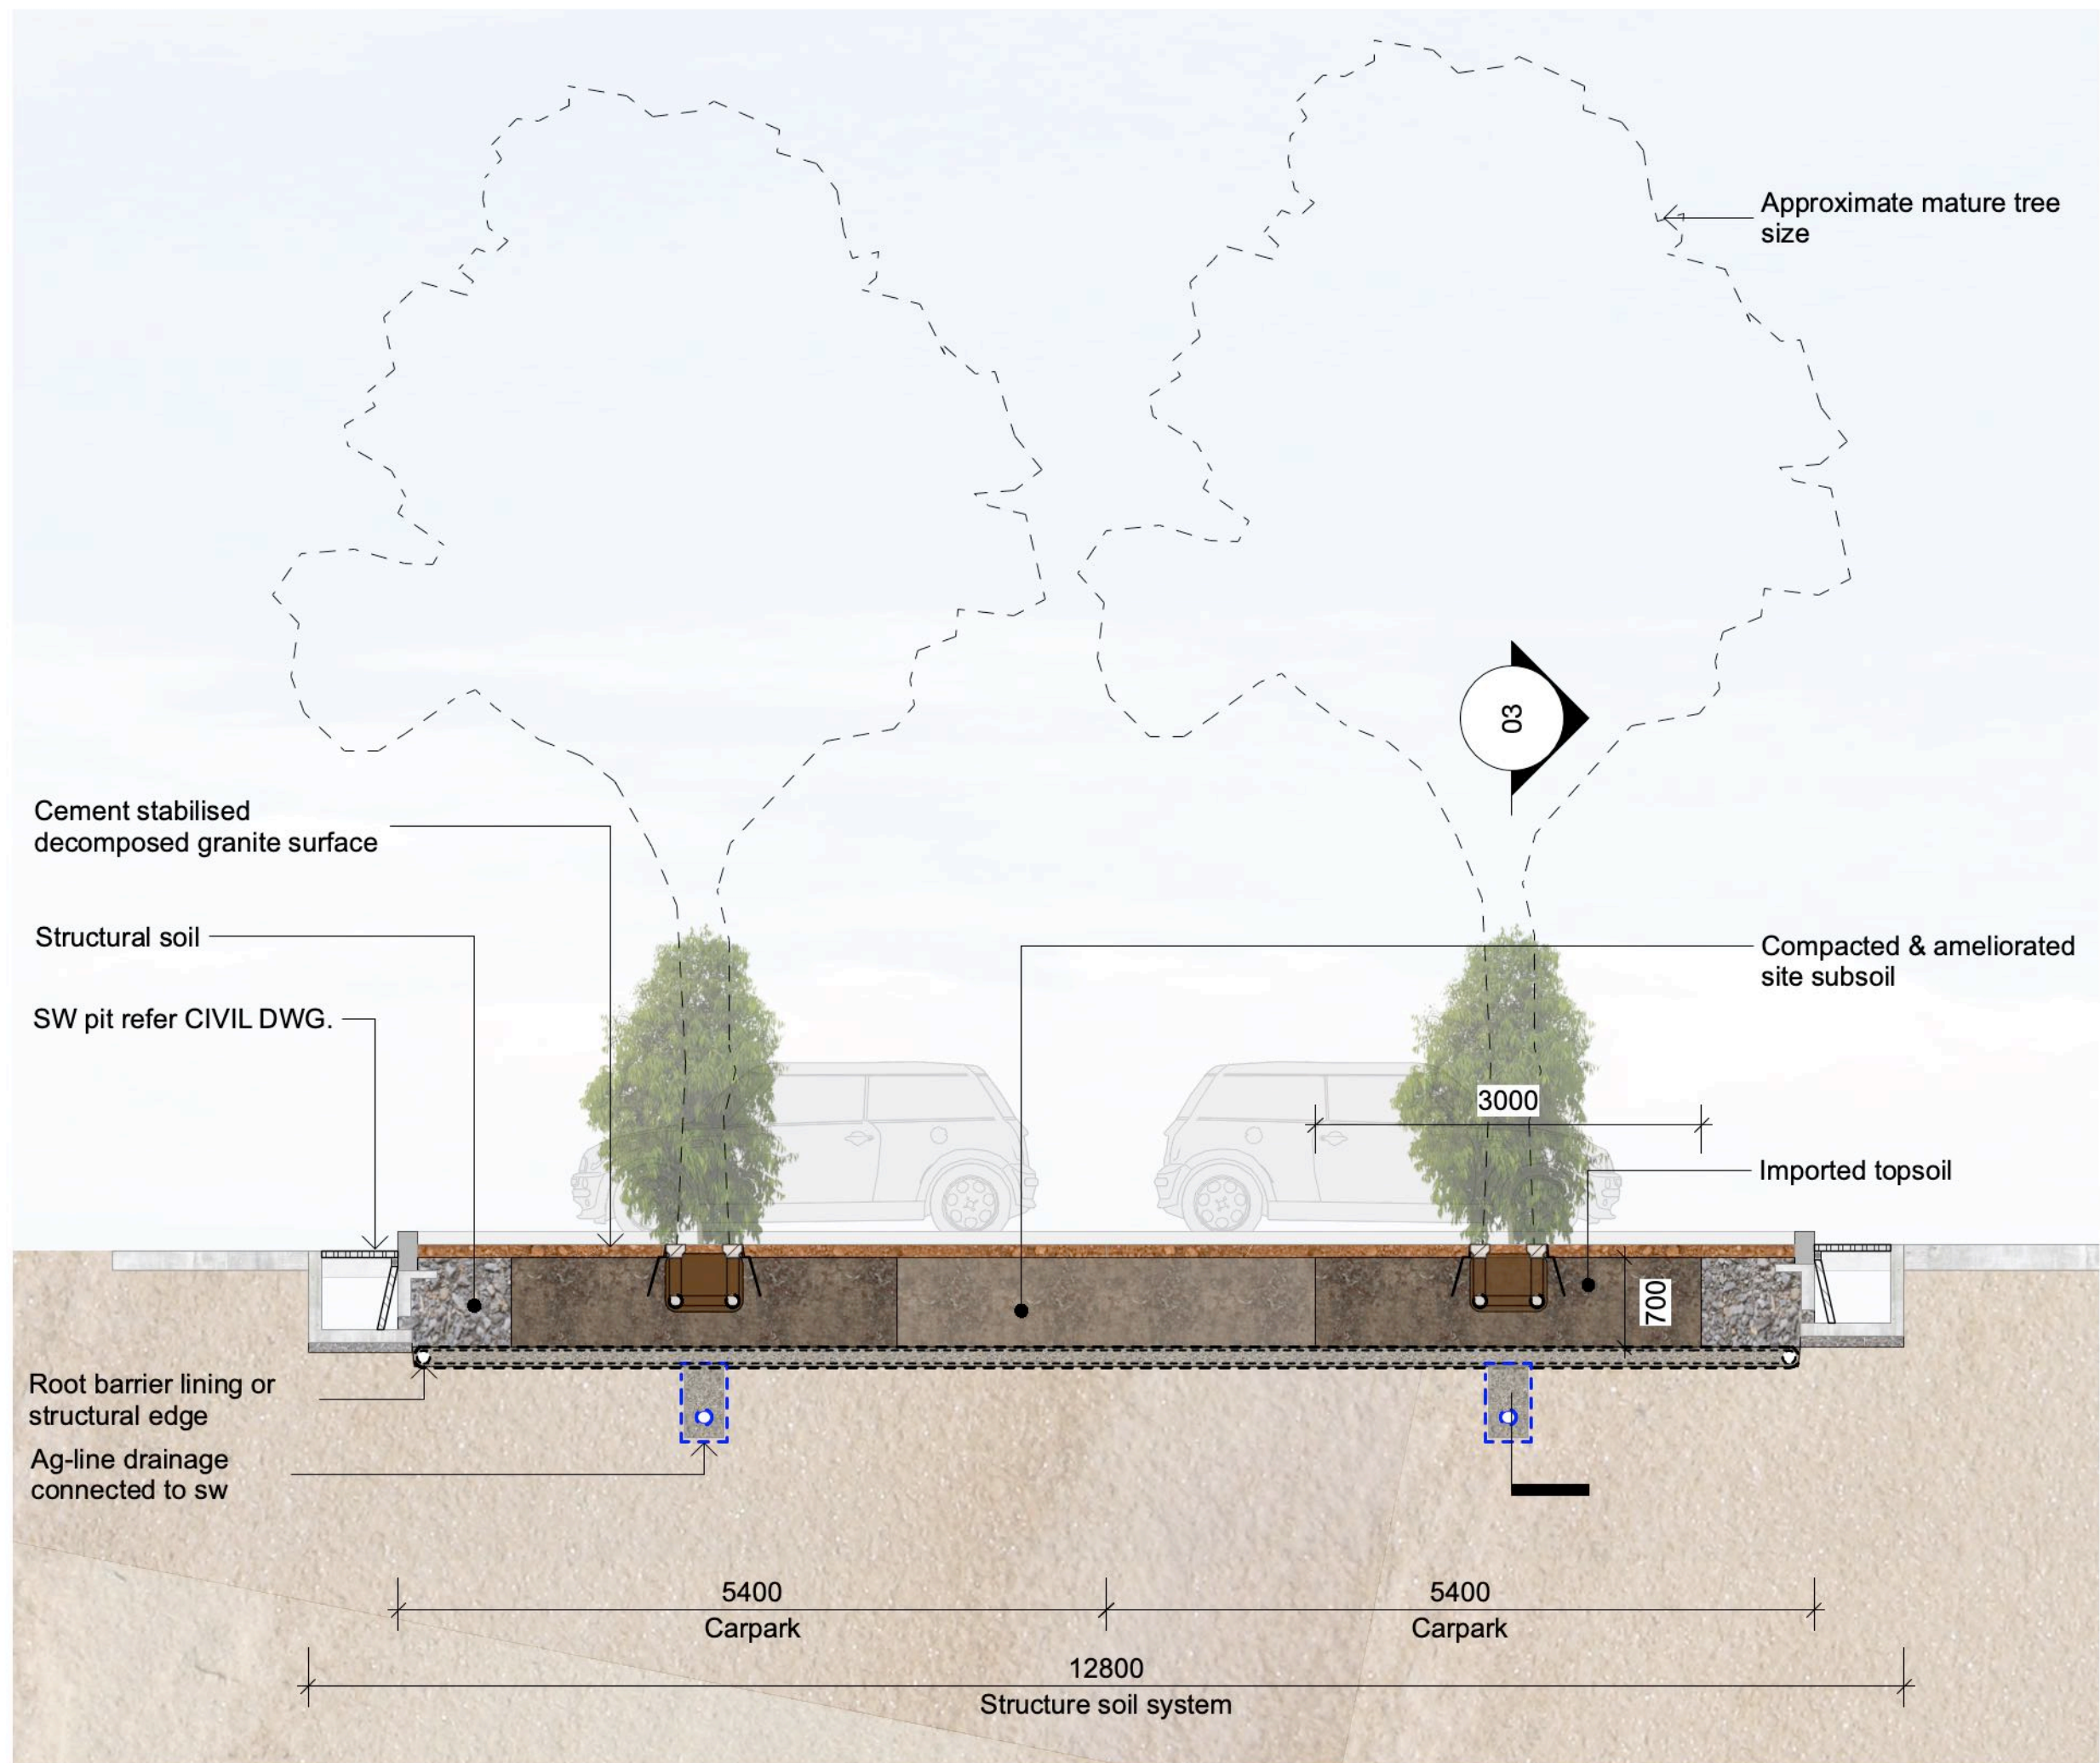 Approximate mature tree
size
03
Cement stabilised
decomposed granite surface
Structural soil
SW pit refer CIVIL DWG.
Compacted & ameliorated
site subsoil
3000
Imported topsoil
700
Root barrier lining or
structural edge
Ag-line drainage
connected to sw
5400
Carpark
5400
Carpark
12800
Structure soil system